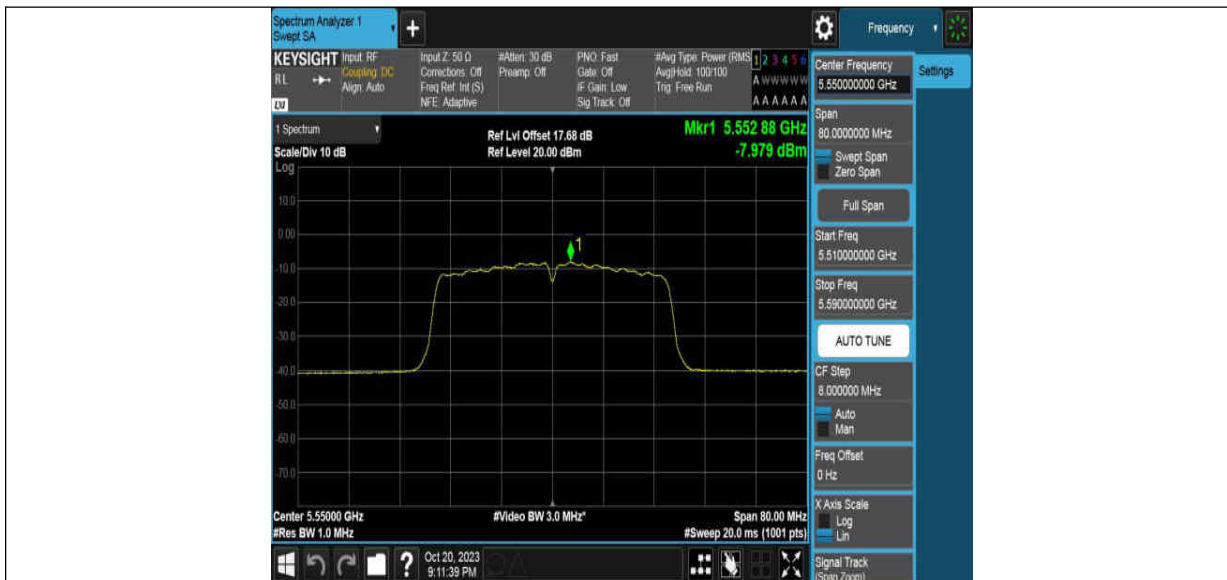 Spectrum Analyzer 1
Swept SA
+
Frequency
KEYSIGHT
RL
LXI
Input: RF
Coupling: DC
Align: Auto
Input Z: 50 Ω
Corrections: Off
Freq Ref: Int (S)
NFE: Adaptive
#Atten: 30 dB
Preamp: Off
PNO: Fast
Gate: Off
IF Gain: Low
Sig Track: Off
#Avg Type: Power (RMS
Avg|Hold: 100/100
Trig: Free Run
1 2 3 4 5 6
A W W W W W
A A A A A A
1 Spectrum
Scale/Div 10 dB
Log
Ref Lvl Offset 17.68 dB
Ref Level 20.00 dBm
Mkr1 5.552 88 GHz
-7.979 dBm
10.0
0.00
-10.0
-20.0
-30.0
-40.0
-50.0
-60.0
-70.0
1
Center 5.55000 GHz
#Res BW 1.0 MHz
#Video BW 3.0 MHz*
Span 80.00 MHz
#Sweep 20.0 ms (1001 pts)
?
Oct 20, 2023
9:11:39 PM
Center Frequency
5.550000000 GHz
Settings
Span
80.0000000 MHz
Swept Span
Zero Span
Full Span
Start Freq
5.510000000 GHz
Stop Freq
5.590000000 GHz
AUTO TUNE
CF Step
8.000000 MHz
Auto
Man
Freq Offset
0 Hz
X Axis Scale
Log
Lin
Signal Track
(Span Zoom)